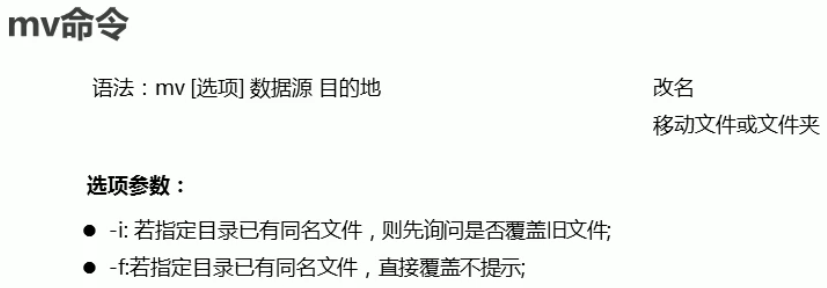 mv命令
语法：mv [选项] 数据源 目的地
改名
移动文件或文件夹
选项参数：
● -i: 若指定目录已有同名文件，则先询问是否覆盖旧文件;
● -f:若指定目录已有同名文件，直接覆盖不提示;